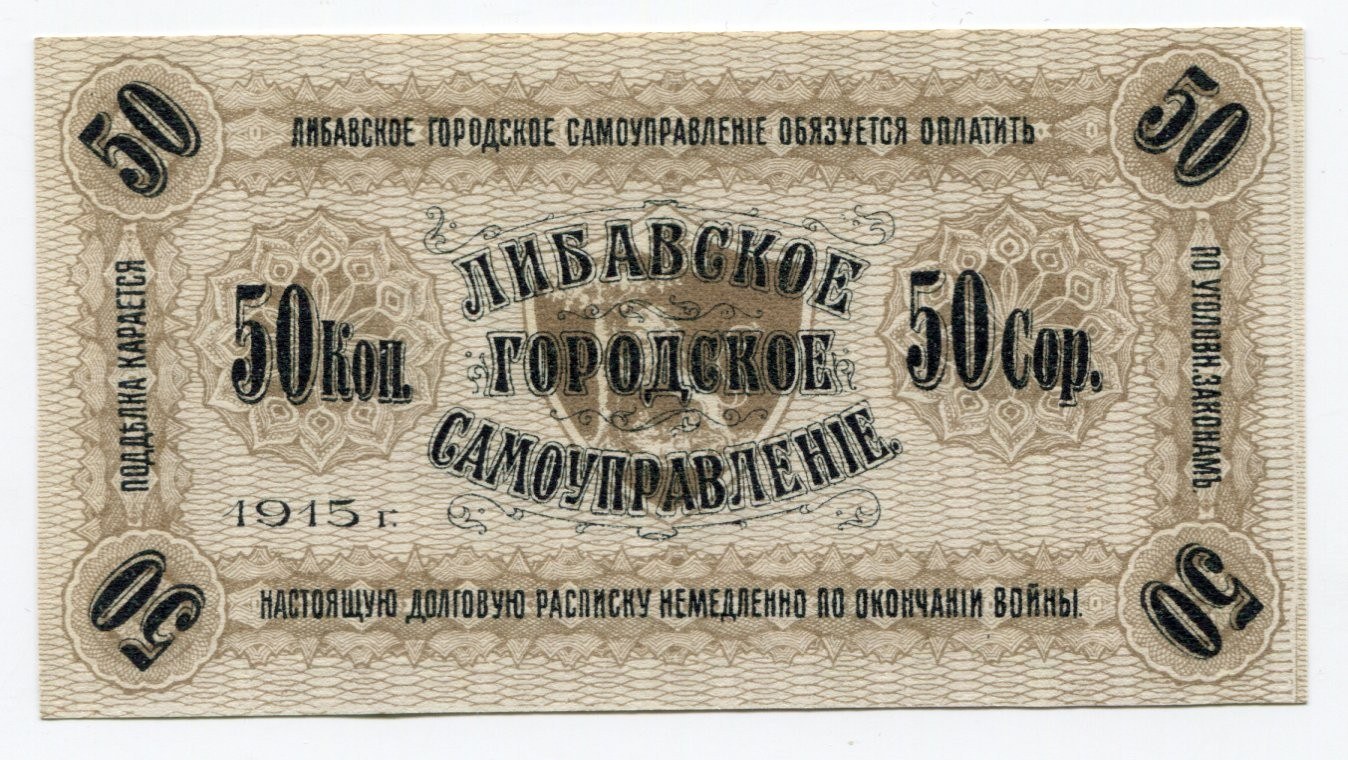 50
50
ЛИБАВСКОЕ ГОРОДСКОЕ САМОУПРАВЛЕНІЕ ОБЯЗУЕТСЯ ОПЛАТИТЬ
ПОДДѢЛКА КАРАЕТСЯ
50 Коп.
ЛИБАВСКОЕ
ГОРОДСКОЕ
САМОУПРАВЛЕНІЕ.
50 Сор.
ПО УГОЛОВН. ЗАКОНАМЪ.
1915 г.
НАСТОЯЩУЮ ДОЛГОВУЮ РАСПИСКУ НЕМЕДЛЕННО ПО ОКОНЧАНІИ ВОЙНЫ.
50
50